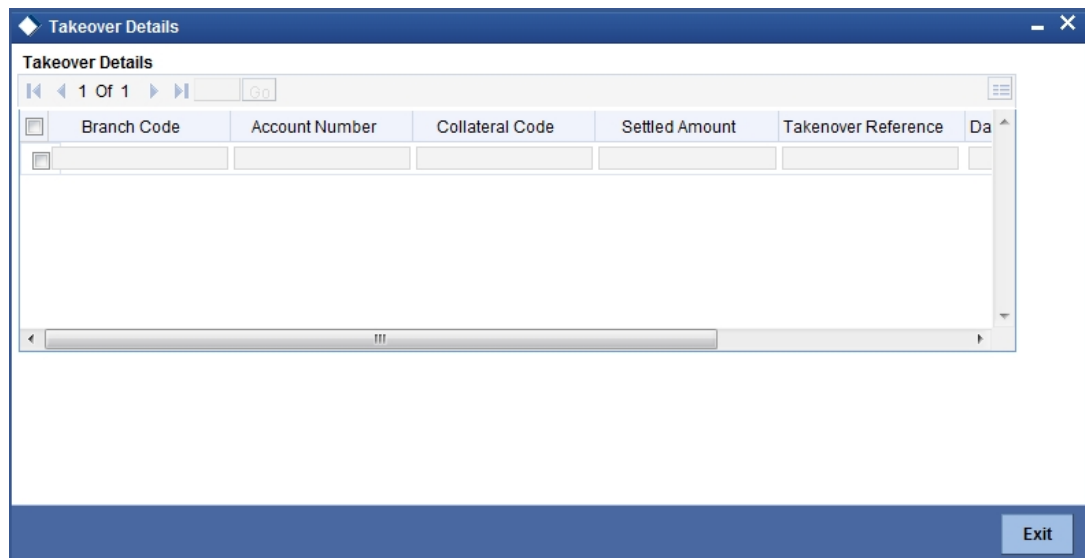 Takeover Details
Takeover Details
1 Of 1 Go
Branch Code Account Number Collateral Code Settled Amount Takenover Reference Da
Exit